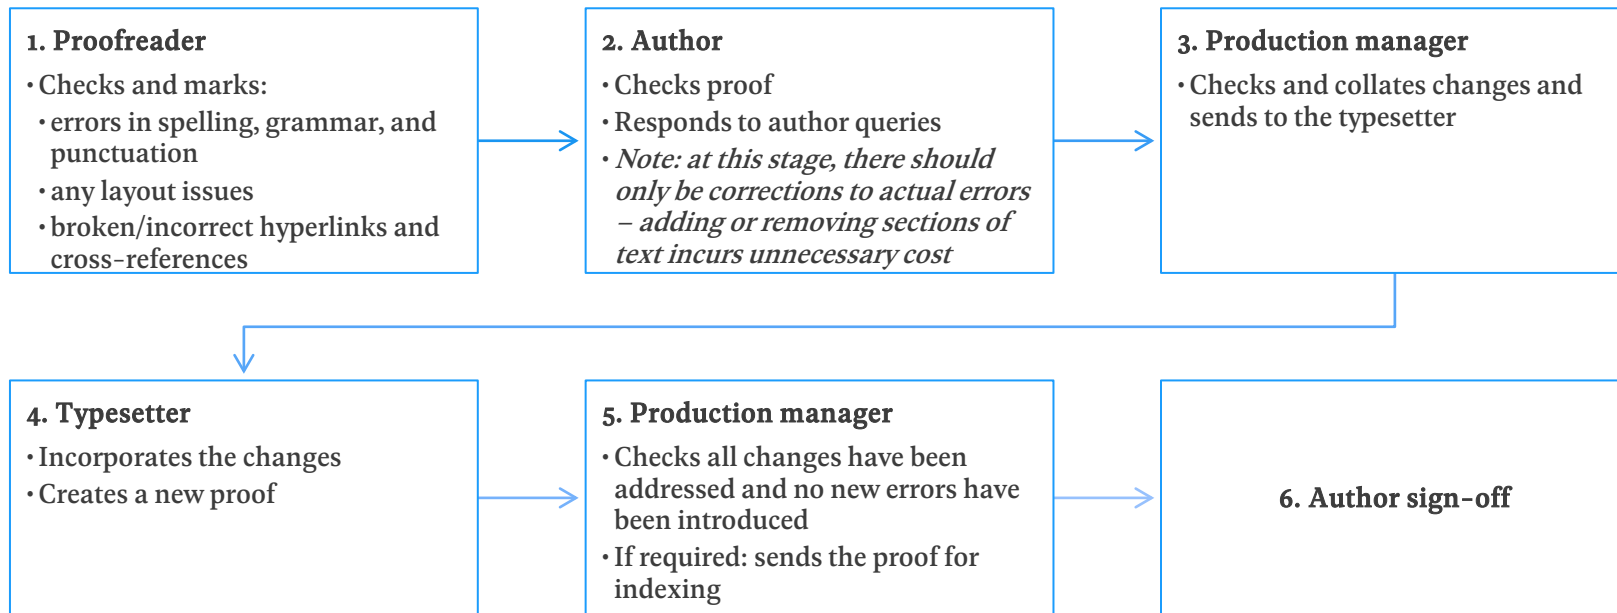 1. Proofreader
• Checks and marks:
• errors in spelling, grammar, and
punctuation
• any layout issues
• broken/incorrect hyperlinks and
cross-references
2. Author
• Checks proof
• Responds to author queries
• Note: at this stage, there should
only be corrections to actual errors
– adding or removing sections of
text incurs unnecessary cost
3. Production manager
• Checks and collates changes and
sends to the typesetter
4. Typesetter
• Incorporates the changes
• Creates a new proof
5. Production manager
• Checks all changes have been
addressed and no new errors have
been introduced
• If required: sends the proof for
indexing
6. Author sign-off